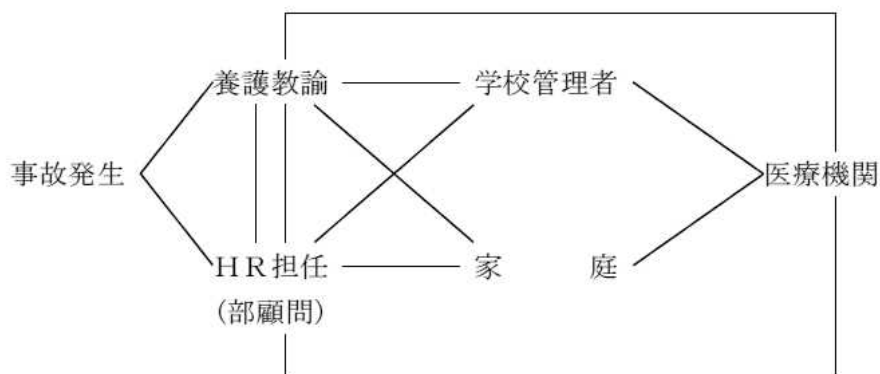 養護教諭
学校管理者
事故発生
医療機関
HR担任
家庭
(部顧問)